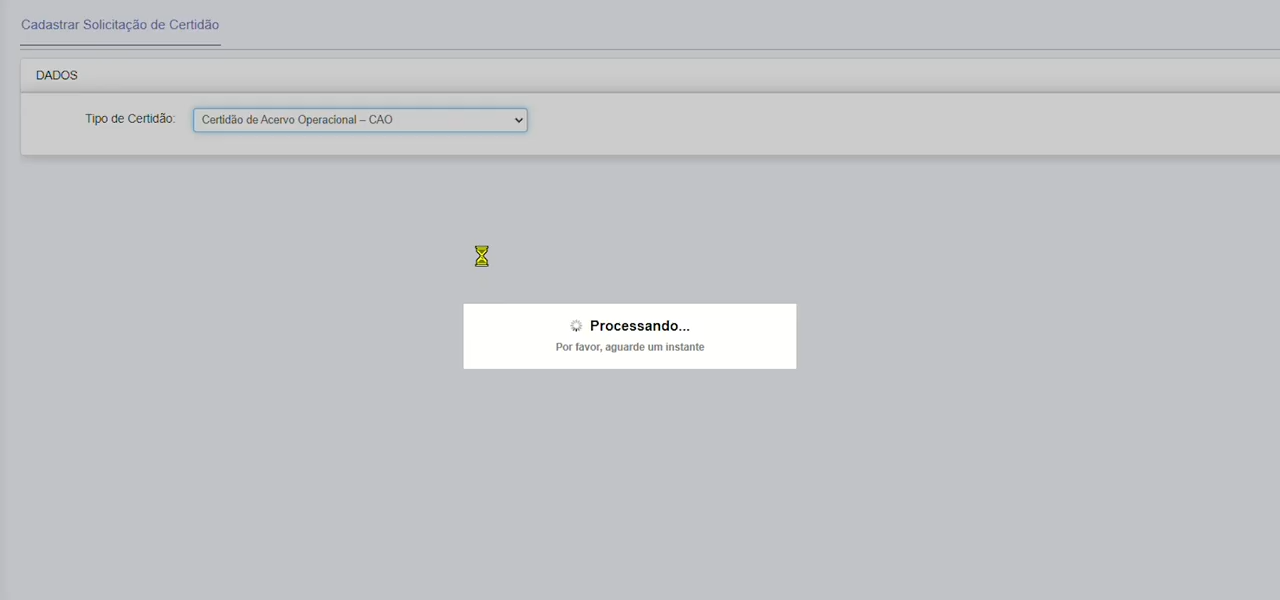 Cadastrar Solicitação de Certidão
DADOS
Tipo de Certidão:
Certidão de Acervo Operacional – CAO
Processando...
Por favor, aguarde um instante